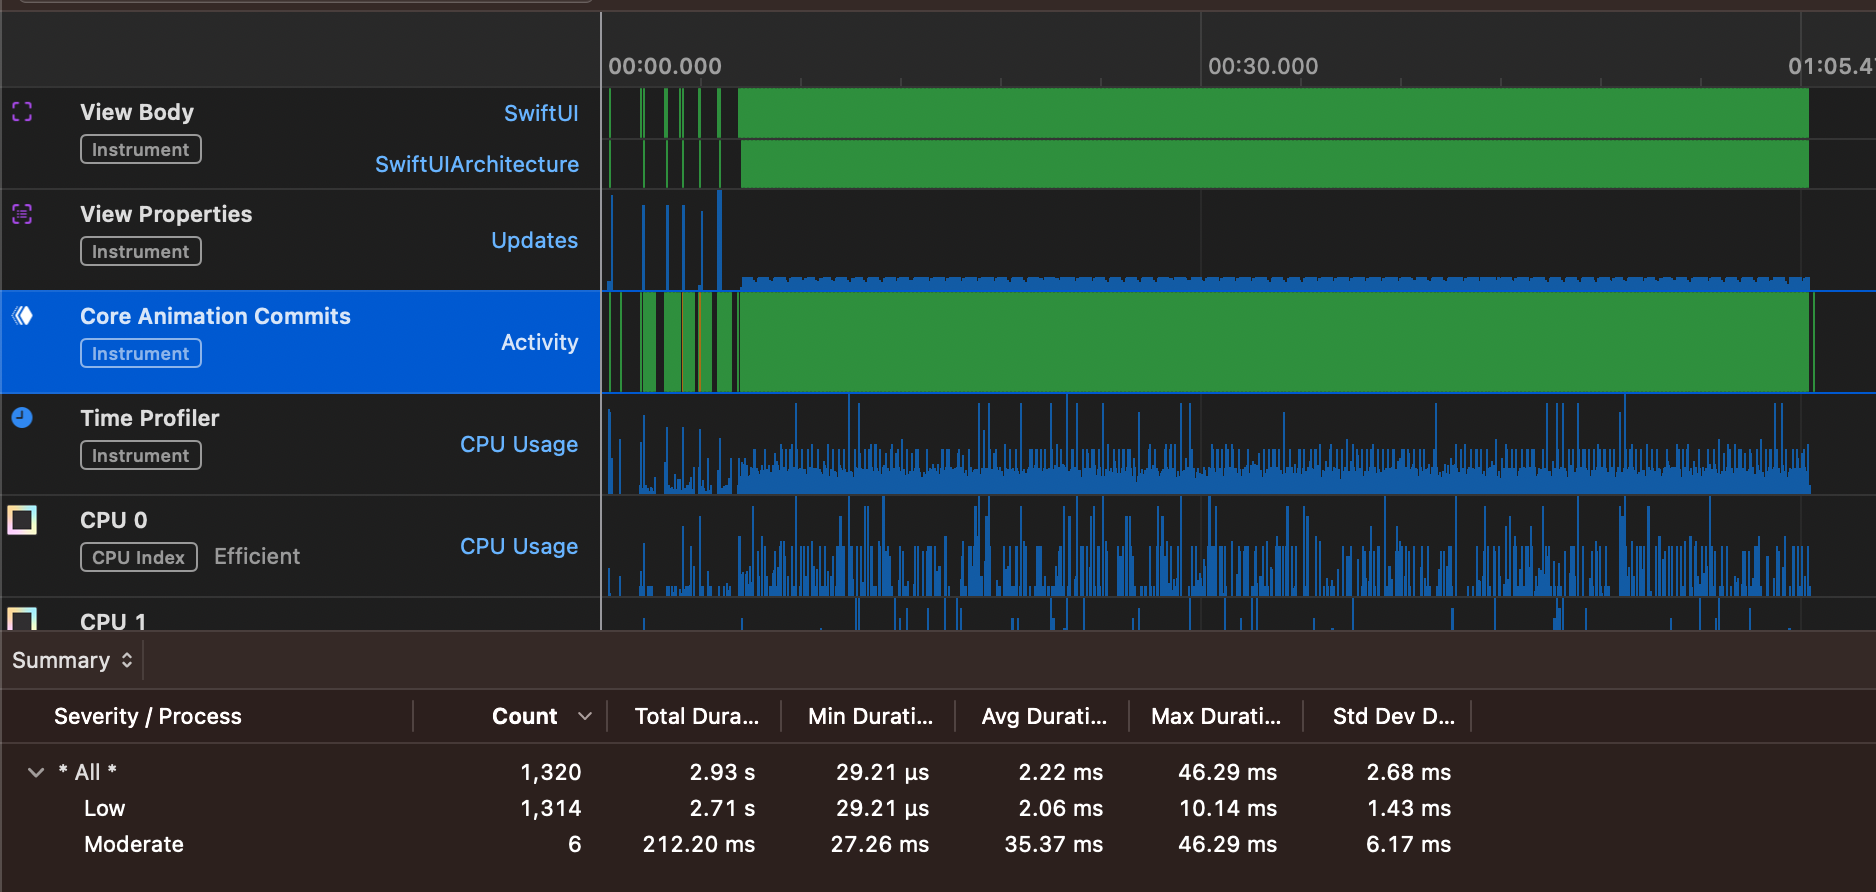 00:00.000 00:30.000 01:05.47
View Body SwiftUI
Instrument
SwiftUIArchitecture
View Properties
Updates
Instrument
Core Animation Commits
Activity
Instrument
Time Profiler
CPU Usage
Instrument
CPU 0
CPU Usage
CPU Index Efficient
CPU 1
Summary
Severity / Process Count Total Dura... Min Durati... Avg Durati... Max Durati... Std Dev D...
* All * 1,320 2.93 s 29.21 µs 2.22 ms 46.29 ms 2.68 ms
Low 1,314 2.71 s 29.21 µs 2.06 ms 10.14 ms 1.43 ms
Moderate 6 212.20 ms 27.26 ms 35.37 ms 46.29 ms 6.17 ms